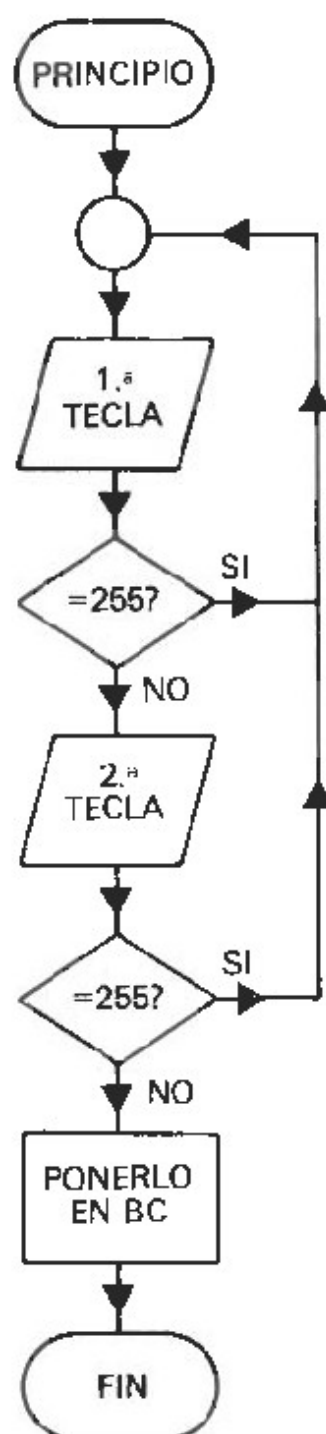 PRINCIPIO
1.ª
TECLA
=255?
SI
NO
2.ª
TECLA
=255?
SI
NO
PONERLO
EN BC
FIN